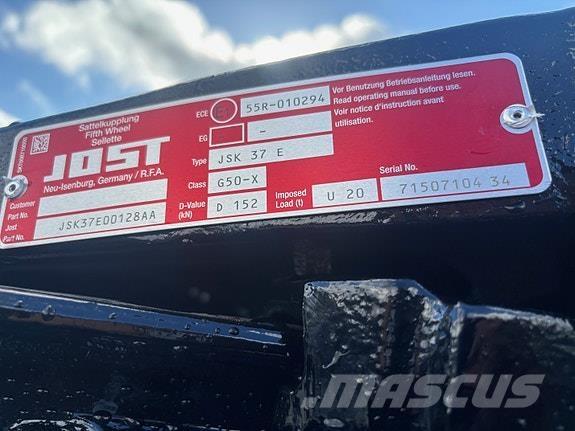 Sattelkupplung
Fifth Wheel
Sellette
JOST
Neu-Isenburg, Germany / R.F.A.
Customer
Part No.
Jost
Part No.
JSK37E00128AA
ECE
E1
55R-010294
EG
-
Type
JSK 37 E
Class
G50-X
D-Value
(kN)
D 152
Imposed
Load (t)
U 20
Vor Benutzung Betriebsanleitung lesen.
Read operating manual before use.
Voir notice d'instruction avant
utilisation.
Serial No.
71507104 34
MASCUS